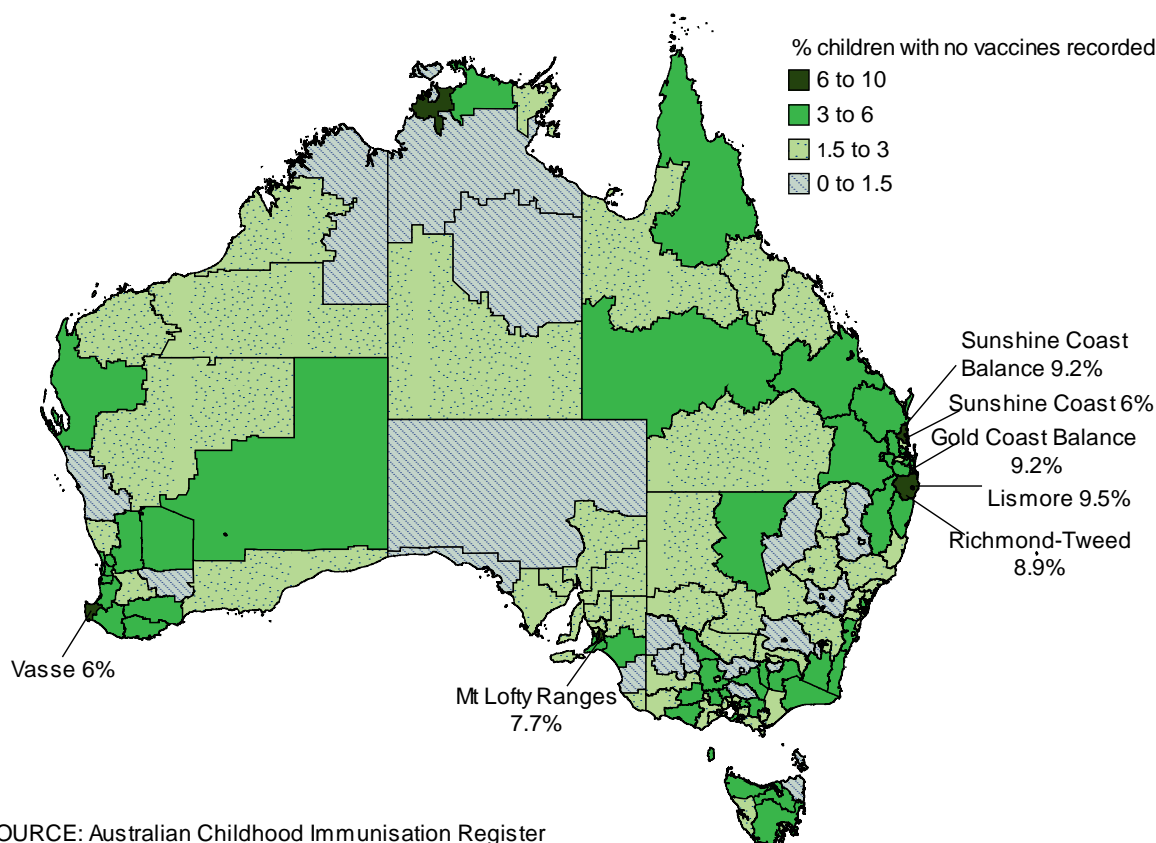 % children with no vaccines recorded
6 to 10
3 to 6
1.5 to 3
0 to 1.5
Sunshine Coast
Balance 9.2%
Sunshine Coast 6%
Gold Coast Balance
9.2%
Lismore 9.5%
Richmond-Tweed
8.9%
Vasse 6%
Mt Lofty Ranges
7.7%
OURCE: Australian Childhood Immunisation Register